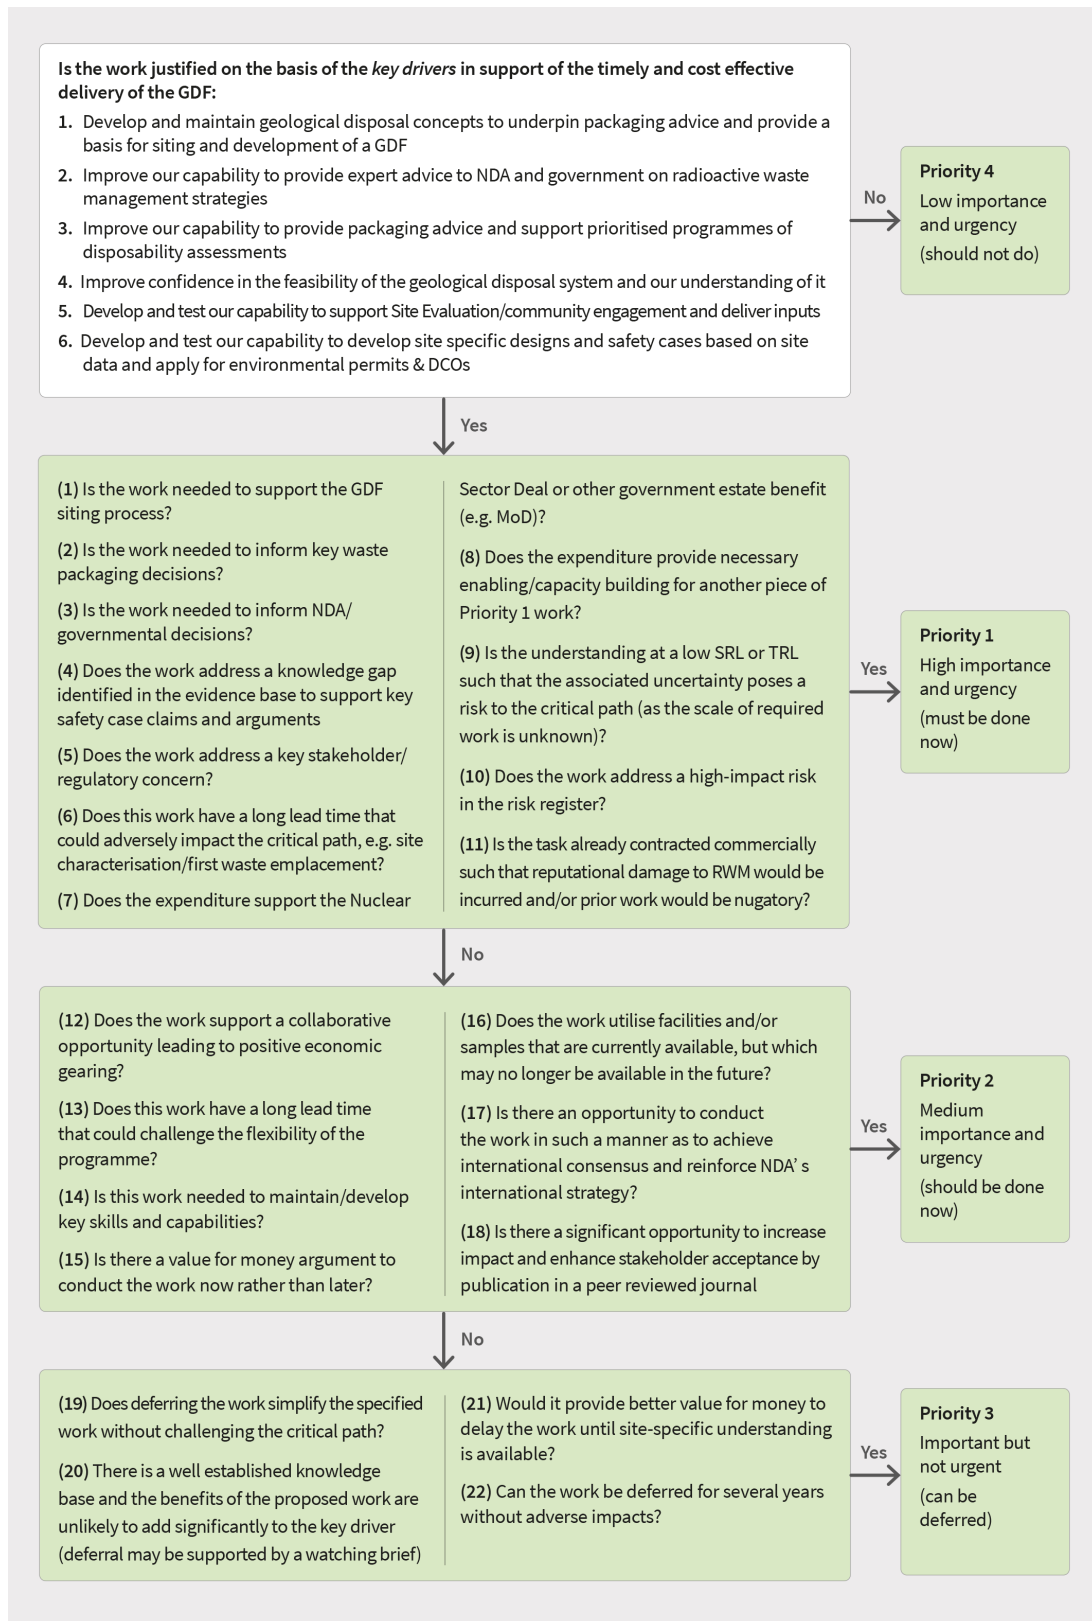 Is the work justified on the basis of the key drivers in support of the timely and cost effective
delivery of the GDF:
1. Develop and maintain geological disposal concepts to underpin packaging advice and provide a
basis for siting and development of a GDF
2. Improve our capability to provide expert advice to NDA and government on radioactive waste
management strategies
3. Improve our capability to provide packaging advice and support prioritised programmes of
disposability assessments
4. Improve confidence in the feasibility of the geological disposal system and our understanding of it
5. Develop and test our capability to support Site Evaluation/community engagement and deliver inputs
6. Develop and test our capability to develop site specific designs and safety cases based on site
data and apply for environmental permits & DCOs
No
Priority 4
Low importance
and urgency
(should not do)
Yes
(1) Is the work needed to support the GDF
siting process?
(2) Is the work needed to inform key waste
packaging decisions?
(3) Is the work needed to inform NDA/
governmental decisions?
(4) Does the work address a knowledge gap
identified in the evidence base to support key
safety case claims and arguments
(5) Does the work address a key stakeholder/
regulatory concern?
(6) Does this work have a long lead time that
could adversely impact the critical path, e.g. site
characterisation/first waste emplacement?
(7) Does the expenditure support the Nuclear
Sector Deal or other government estate benefit
(e.g. MoD)?
(8) Does the expenditure provide necessary
enabling/capacity building for another piece of
Priority 1 work?
(9) Is the understanding at a low SRL or TRL
such that the associated uncertainty poses a
risk to the critical path (as the scale of required
work is unknown)?
(10) Does the work address a high-impact risk
in the risk register?
(11) Is the task already contracted commercially
such that reputational damage to RWM would be
incurred and/or prior work would be nugatory?
Yes
Priority 1
High importance
and urgency
(must be done
now)
No
(12) Does the work support a collaborative
opportunity leading to positive economic
gearing?
(13) Does this work have a long lead time
that could challenge the flexibility of the
programme?
(14) Is this work needed to maintain/develop
key skills and capabilities?
(15) Is there a value for money argument to
conduct the work now rather than later?
(16) Does the work utilise facilities and/or
samples that are currently available, but which
may no longer be available in the future?
(17) Is there an opportunity to conduct
the work in such a manner as to achieve
international consensus and reinforce NDA’ s
international strategy?
(18) Is there a significant opportunity to increase
impact and enhance stakeholder acceptance by
publication in a peer reviewed journal
Yes
Priority 2
Medium
importance and
urgency
(should be done
now)
No
(19) Does deferring the work simplify the specified
work without challenging the critical path?
(20) There is a well established knowledge
base and the benefits of the proposed work are
unlikely to add significantly to the key driver
(deferral may be supported by a watching brief)
(21) Would it provide better value for money to
delay the work until site-specific understanding
is available?
(22) Can the work be deferred for several years
without adverse impacts?
Yes
Priority 3
Important but
not urgent
(can be
deferred)